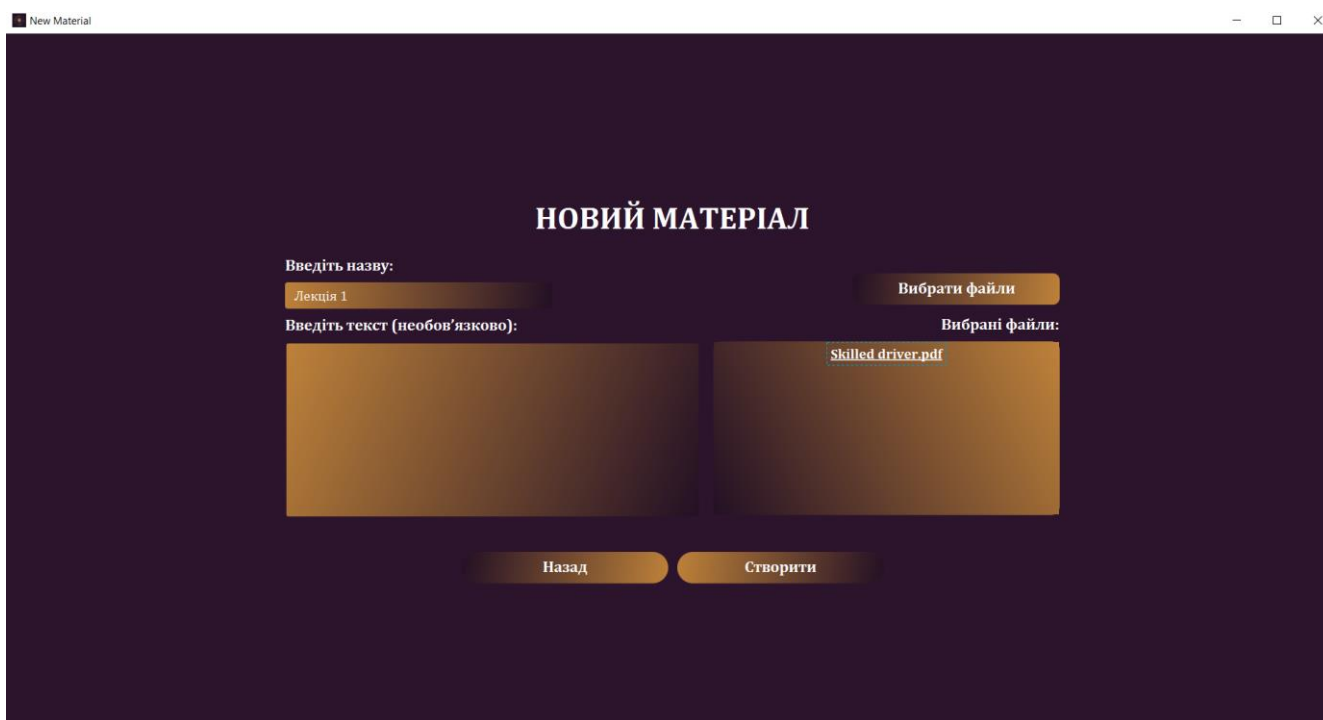 New Material
НОВИЙ МАТЕРІАЛ
Введіть назву:
Лекція 1
Вибрати файли
Введіть текст (необов’язково):
Вибрані файли:
Skilled driver.pdf
Назад
Створити